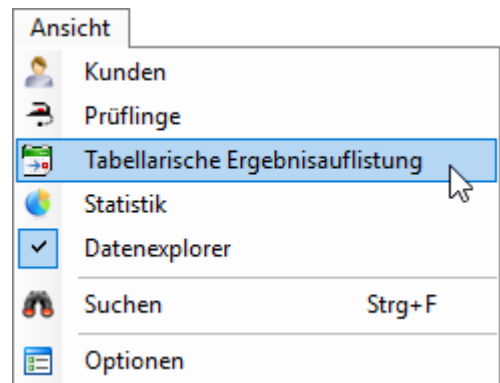 Ansicht
Kunden
Prüflinge
Tabellarische Ergebnisauflistung
Statistik
Datenexplorer
Suchen Strg+F
Optionen